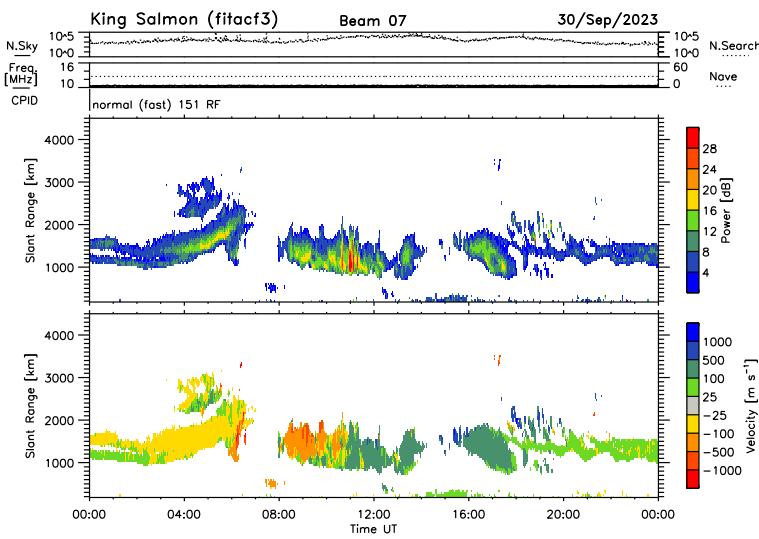 King Salmon (fitacf3) Beam 07 30/Sep/2023
N.Sky 10^5 10^0 10^5 10^0 N.Search
Freq [MHz] 16 10 60 0 Nave
CPID normal (fast) 151 RF
Slant Range [km] 4000 3000 2000 1000
28 24 20 16 12 8 4 Power [dB]
Slant Range [km] 4000 3000 2000 1000
1000 500 100 25 −25 −100 −500 −1000 Velocity [m s⁻¹]
00:00 04:00 08:00 12:00 16:00 20:00 00:00
Time UT